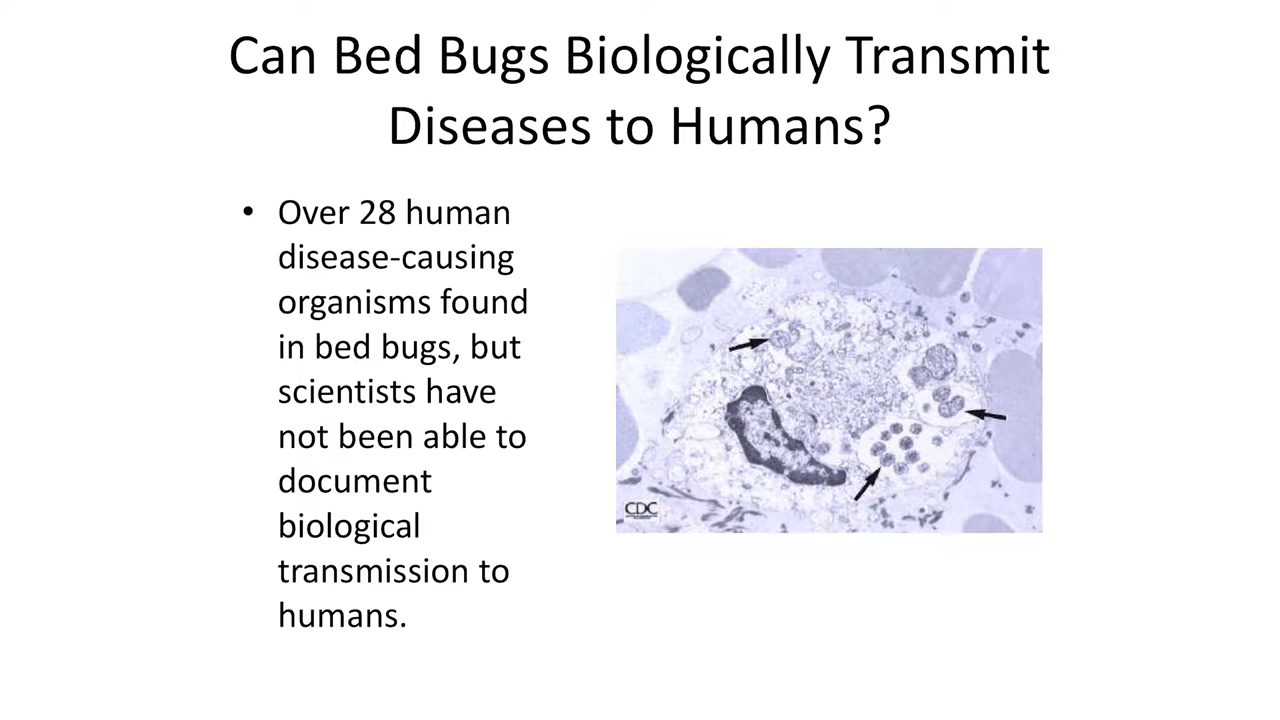 Can Bed Bugs Biologically Transmit
Diseases to Humans?
• Over 28 human
disease-causing
organisms found
in bed bugs, but
scientists have
not been able to
document
biological
transmission to
humans.
CDC